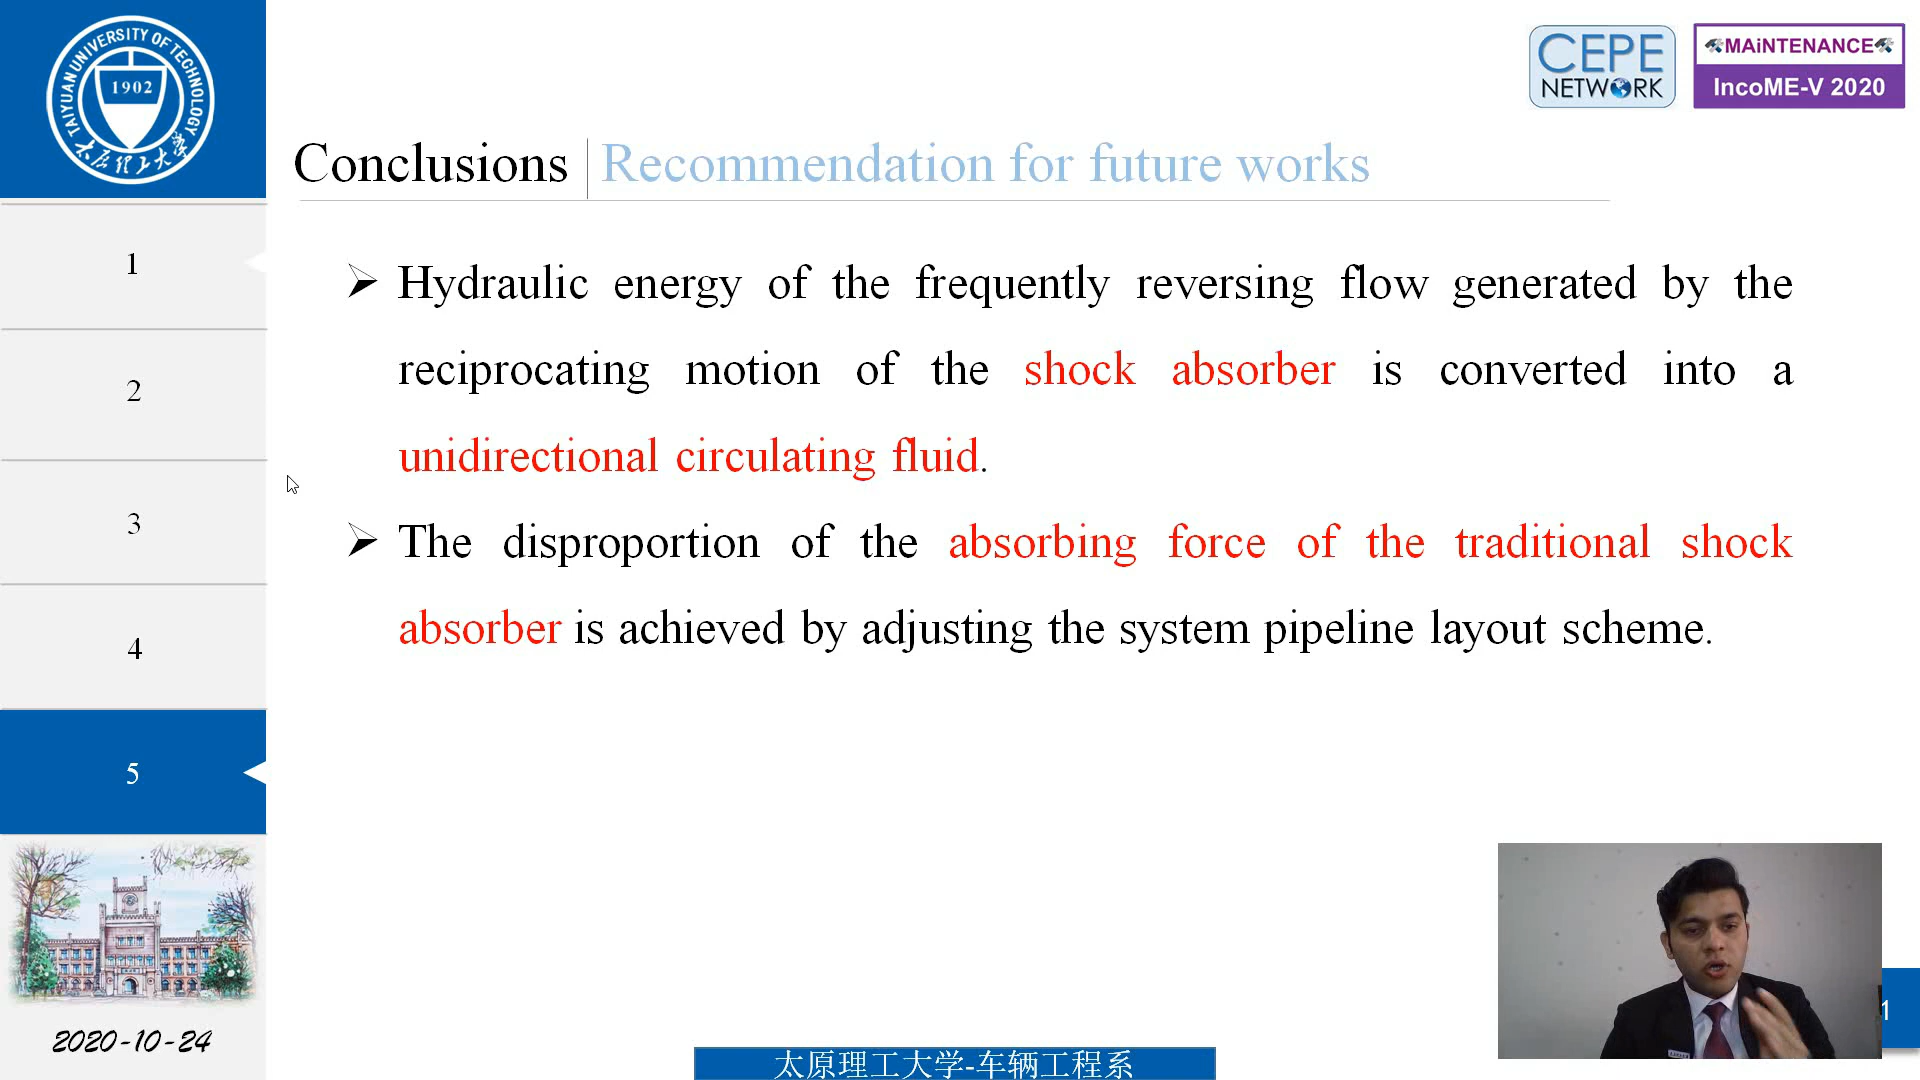 TAIYUAN UNIVERSITY OF TECHNOLOGY
1902
太原理工大学
CEPE
NETWORK
MAiNTENANCE
IncoME-V 2020
Conclusions
Recommendation for future works
1
2
3
4
5
Hydraulic energy of the frequently reversing flow generated by the
reciprocating motion of the shock absorber is converted into a
unidirectional circulating fluid.
The disproportion of the absorbing force of the traditional shock
absorber is achieved by adjusting the system pipeline layout scheme.
2020-10-24
太原理工大学-车辆工程系